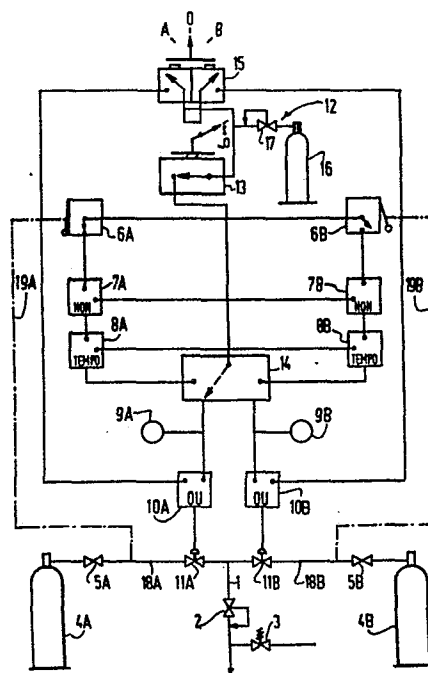 O
A B
15
12
17
16
13
6A 6B
19A 7A 7B 19B
NON NON
8A 8B
TEMPO TEMPO
14
9A 9B
OU OU
10A 10B
5A 18A 11A 1 11B 18B 5B
2 3
4A 4B